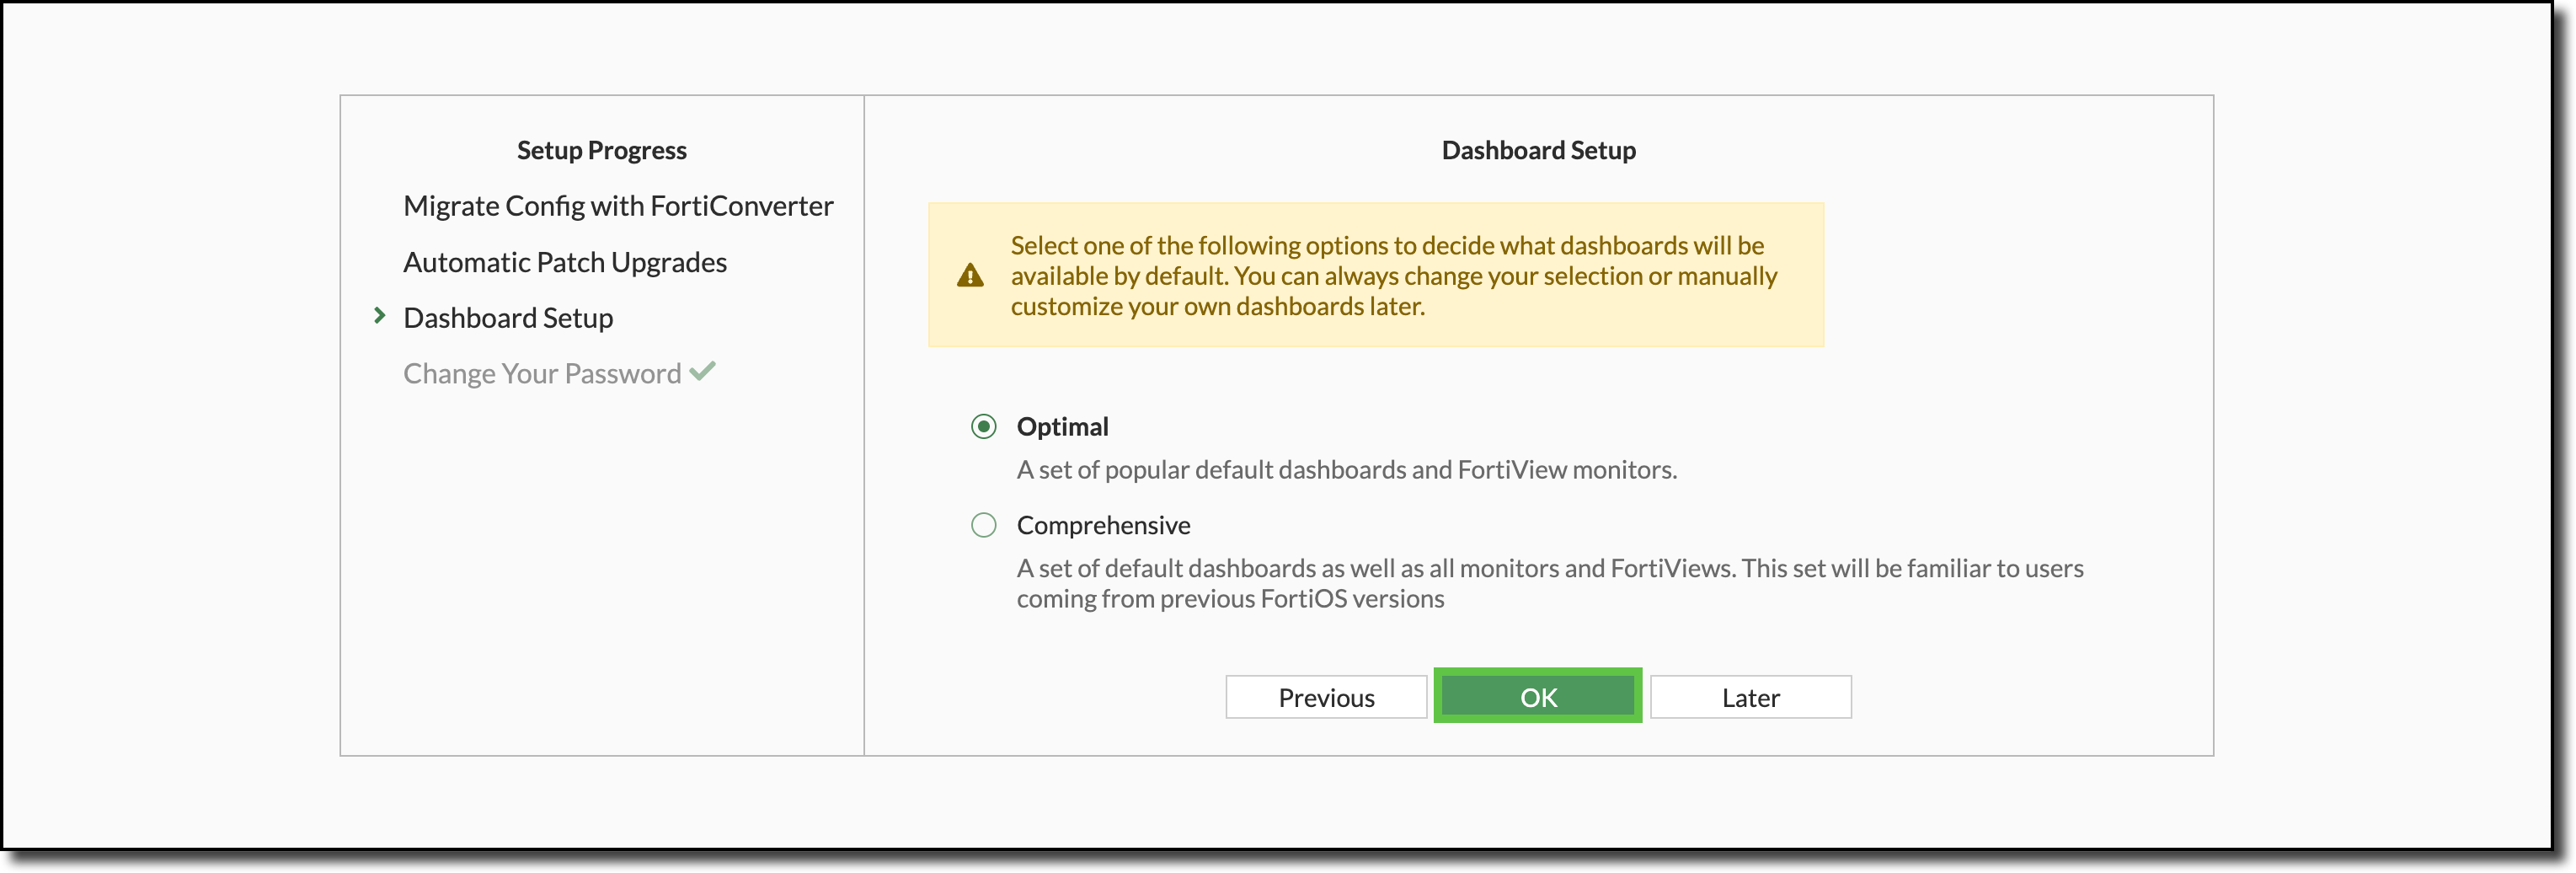 Setup Progress
Migrate Config with FortiConverter
Automatic Patch Upgrades
Dashboard Setup
Change Your Password
Dashboard Setup
Select one of the following options to decide what dashboards will be
available by default. You can always change your selection or manually
customize your own dashboards later.
Optimal
A set of popular default dashboards and FortiView monitors.
Comprehensive
A set of default dashboards as well as all monitors and FortiViews. This set will be familiar to users
coming from previous FortiOS versions
Previous
OK
Later